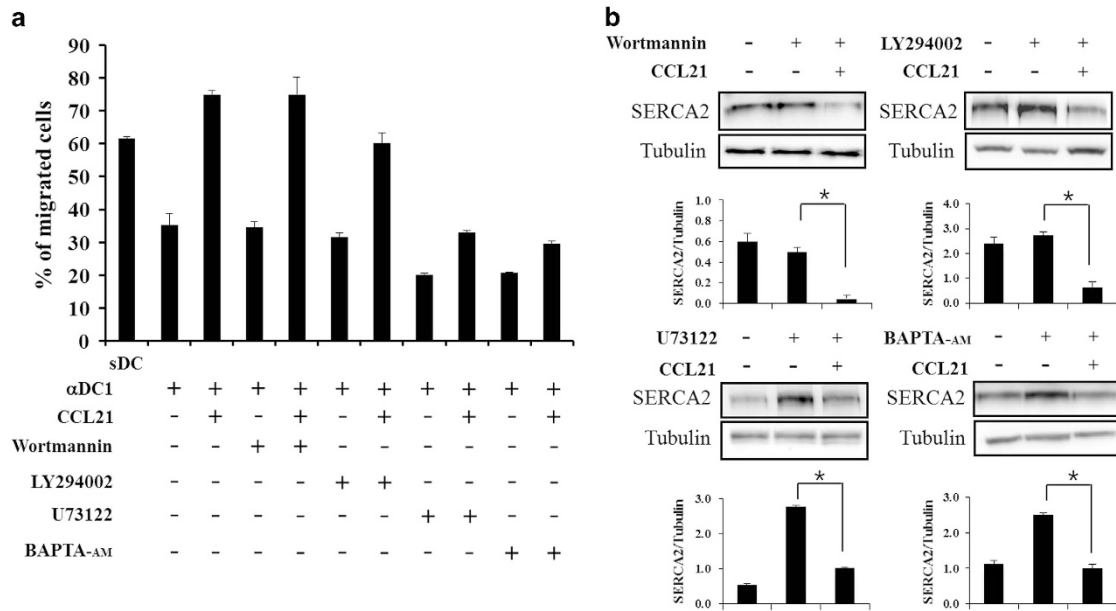 a
% of migrated cells
90
80
70
60
50
40
30
20
10
0
sDC
αDC1 + + + + + + + + + +
CCL21 - + - + - + - + - +
Wortmannin - - + + - - - - - -
LY294002 - - - - + + - - - -
U73122 - - - - - - + + - -
BAPTA-AM - - - - - - - - + +
b
Wortmannin - + +
CCL21 - - +
SERCA2
Tubulin
SERCA2/Tubulin
1.0
0.8
0.6
0.4
0.2
0.0
*
LY294002 - + +
CCL21 - - +
SERCA2
Tubulin
SERCA2/Tubulin
4.0
3.0
2.0
1.0
0.0
*
U73122 - + +
CCL21 - - +
SERCA2
Tubulin
SERCA2/Tubulin
3.0
2.0
1.0
0.0
*
BAPTA-AM - + +
CCL21 - - +
SERCA2
Tubulin
SERCA2/Tubulin
3.0
2.0
1.0
0.0
*